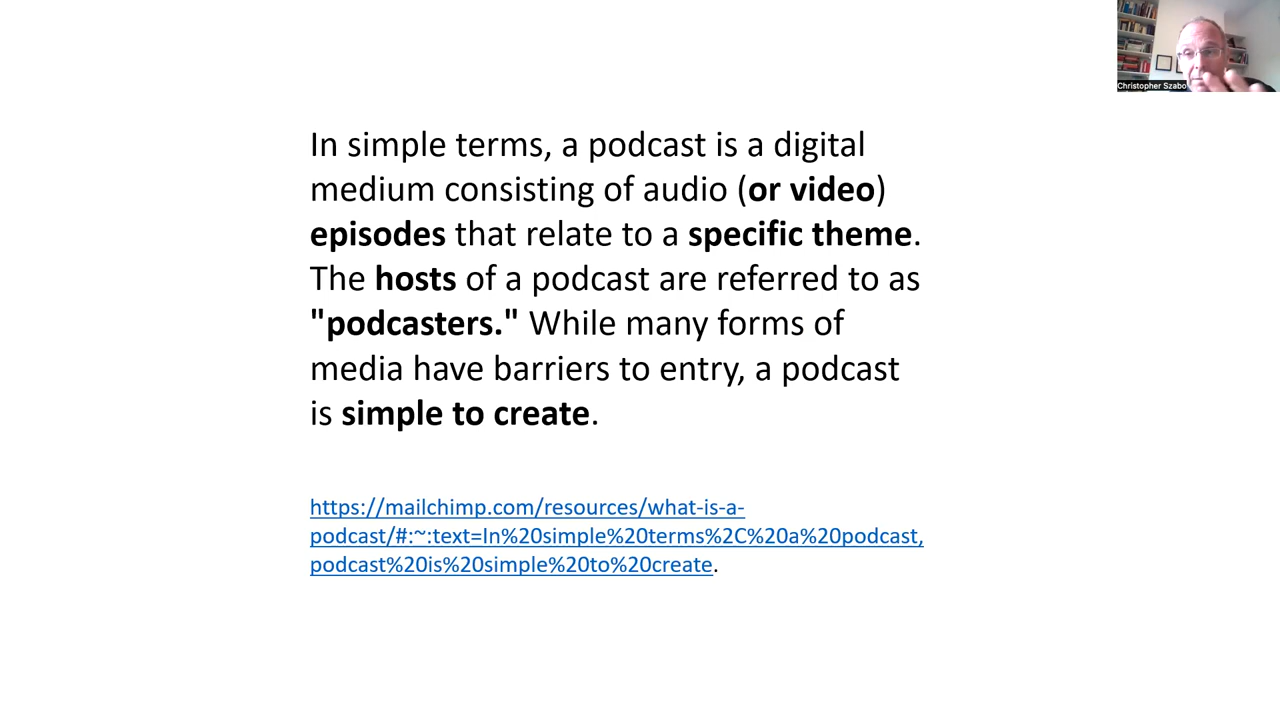 Christopher Szabo
In simple terms, a podcast is a digital
medium consisting of audio (or video)
episodes that relate to a specific theme.
The hosts of a podcast are referred to as
"podcasters." While many forms of
media have barriers to entry, a podcast
is simple to create.
https://mailchimp.com/resources/what-is-a-
podcast/#:~:text=In%20simple%20terms%2C%20a%20podcast,
podcast%20is%20simple%20to%20create.